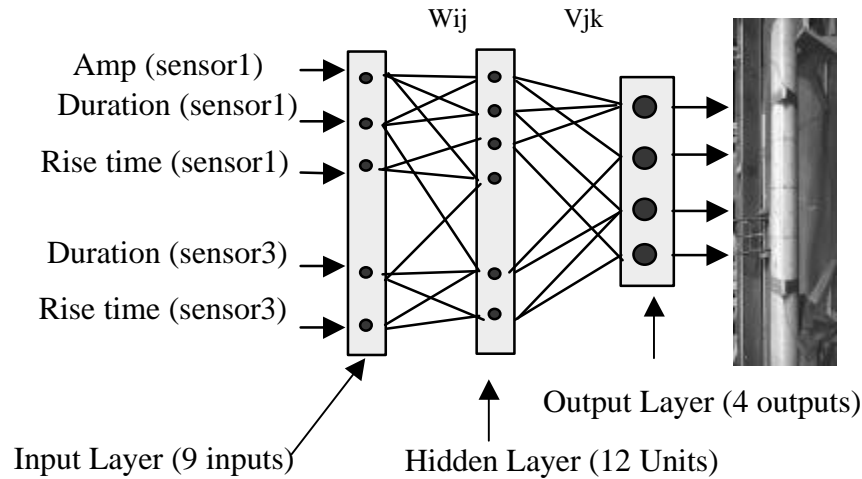 Wij
Vjk
Amp (sensor1)
Duration (sensor1)
Rise time (sensor1)
Duration (sensor3)
Rise time (sensor3)
Output Layer (4 outputs)
Input Layer (9 inputs)
Hidden Layer (12 Units)